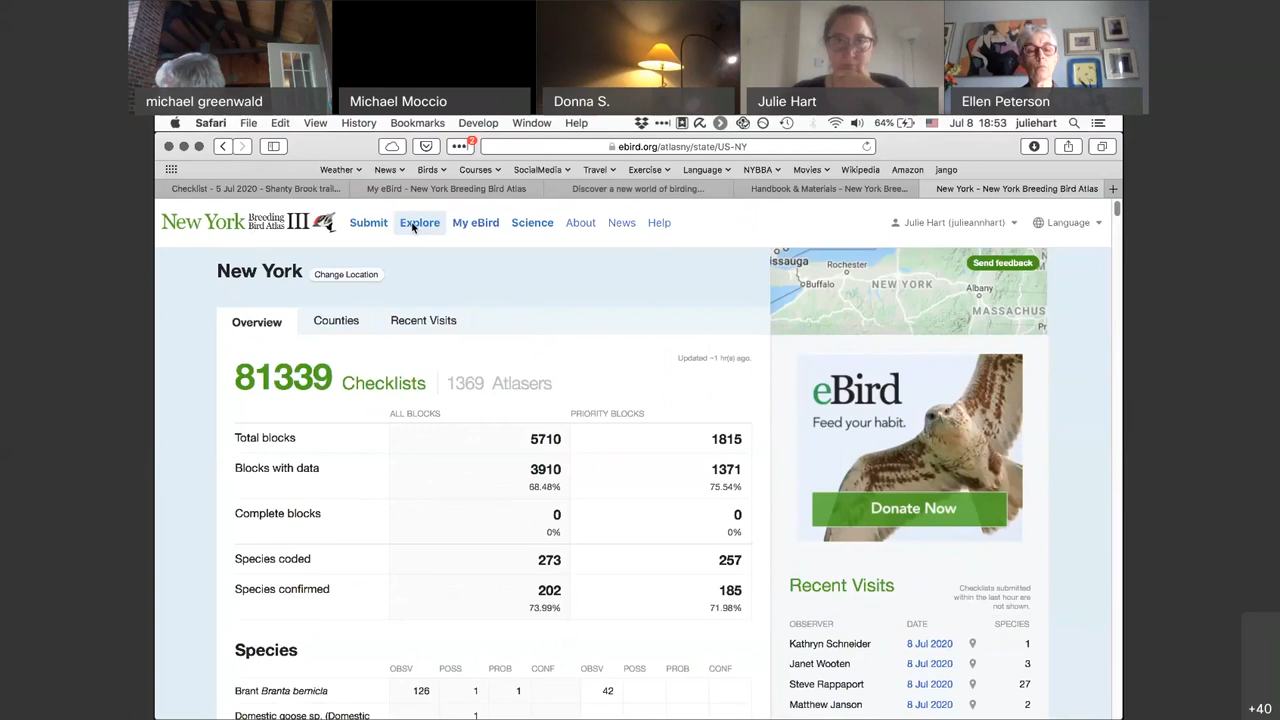 michael greenwald
Michael Moccio
Donna S.
Julie Hart
Ellen Peterson
Safari File Edit View History Bookmarks Develop Window Help 64% Jul 8 18:53 juliehart
2
ebird.org/atlasny/state/US-NY
Weather News Birds Courses SocialMedia Travel Exercise Language NYBBA Movies Wikipedia Amazon jango
Checklist - 5 Jul 2020 - Shanty Brook trail... My eBird - New York Breeding Bird Atlas Discover a new world of birding... Handbook & Materials - New York Bree... New York - New York Breeding Bird Atlas +
New York Breeding Bird Atlas III Submit Explore My eBird Science About News Help Julie Hart (julieannhart) Language
New York Change Location
issauga Rochester Buffalo NEW YORK Albany MASSACHUS Pr
Send feedback
Overview Counties Recent Visits
Updated ~1 hr(s) ago.
81339 Checklists 1369 Atlasers
ALL BLOCKS PRIORITY BLOCKS
Total blocks 5710 1815
Blocks with data 3910 1371
68.48% 75.54%
Complete blocks 0 0
0% 0%
Species coded 273 257
Species confirmed 202 185
73.99% 71.98%
Species
OBSV POSS PROB CONF OBSV POSS PROB CONF
Brant Branta bernicla 126 1 1 42
Domestic goose sp. (Domestic 1
eBird
Feed your habit.
Donate Now
Recent Visits
Checklists submitted
within the last hour are
not shown.
OBSERVER DATE SPECIES
Kathryn Schneider 8 Jul 2020 1
Janet Wooten 8 Jul 2020 3
Steve Rappaport 8 Jul 2020 27
Matthew Janson 8 Jul 2020 2
+40